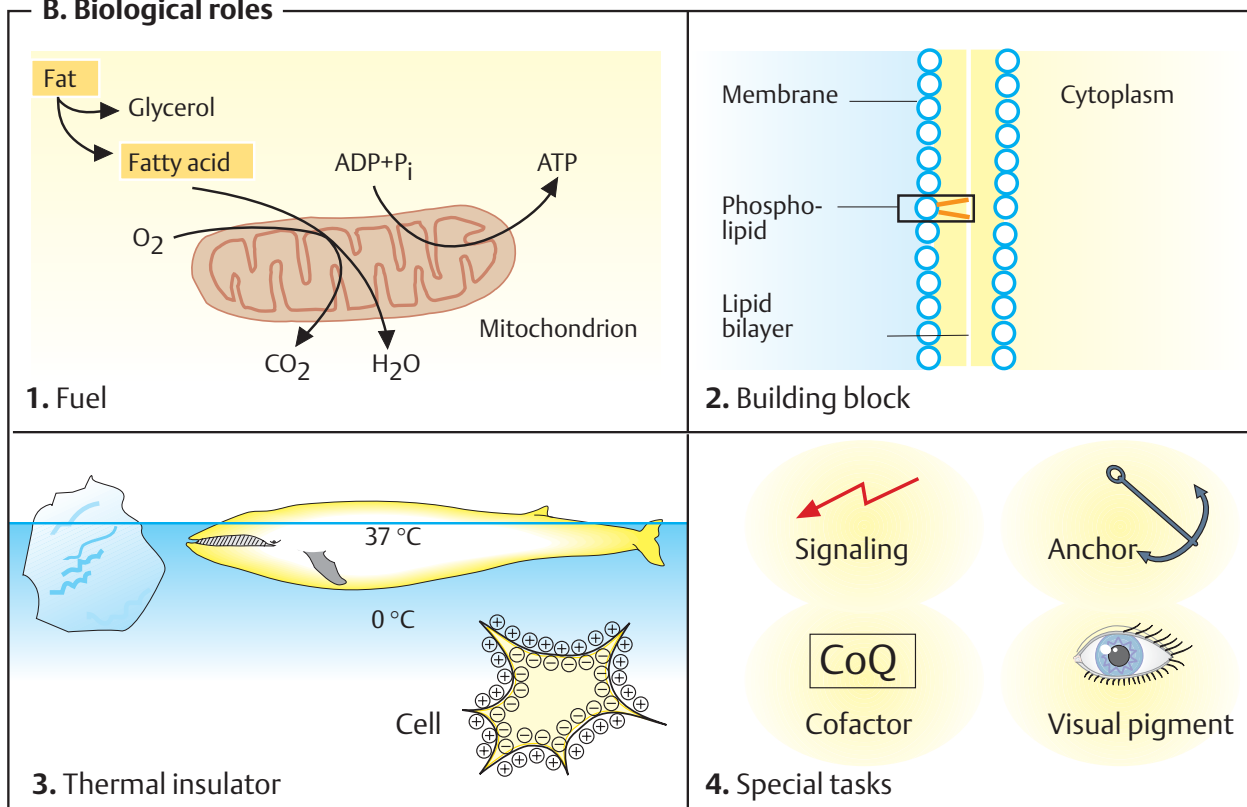 B. Biological roles
Fat
Glycerol
Fatty acid
ADP+Pi
ATP
O2
Mitochondrion
CO2
H2O
1. Fuel
Membrane
Cytoplasm
Phospho-
lipid
Lipid
bilayer
2. Building block
37 °C
0 °C
Cell
+
−
3. Thermal insulator
Signaling
Anchor
CoQ
Cofactor
Visual pigment
4. Special tasks